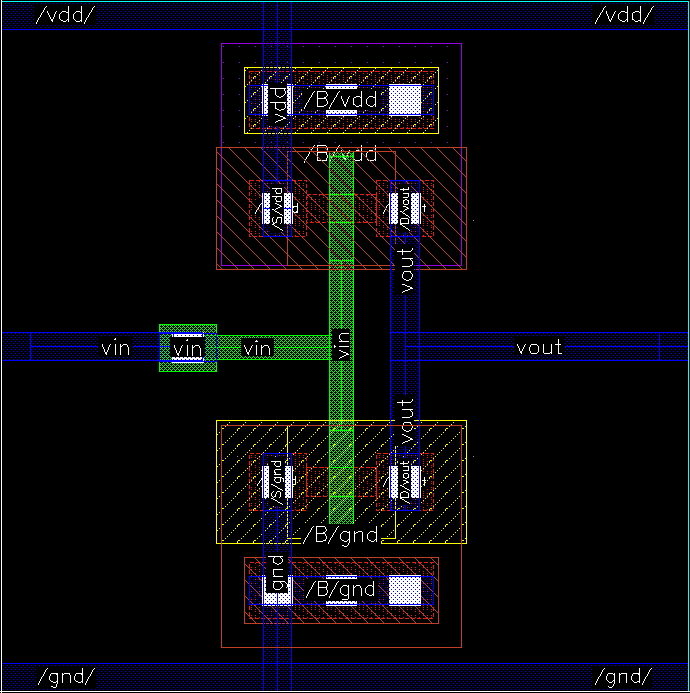 /vdd/ /vdd/
vdd /B/vdd
/B/vdd
/S/vdd /D/vout
vout
vin
vin vin vin vout
vout
/S/gnd /D/vout
/B/gnd
gnd /B/gnd
/gnd/ /gnd/